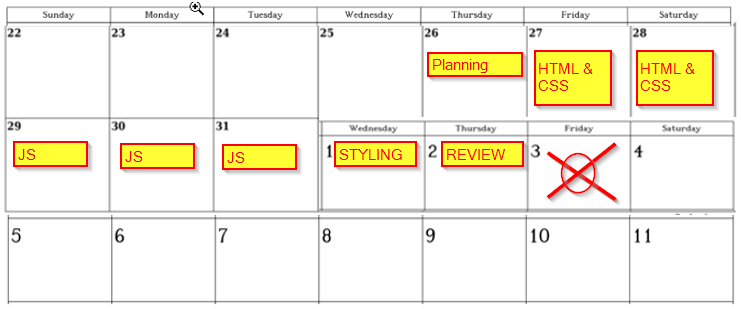 Sunday Monday Tuesday Wednesday Thursday Friday Saturday
22 23 24 25 26 27 28
Planning
HTML &
CSS
HTML &
CSS
29 30 31
Wednesday Thursday Friday Saturday
JS JS JS
1 STYLING 2 REVIEW 3 4
5 6 7 8 9 10 11